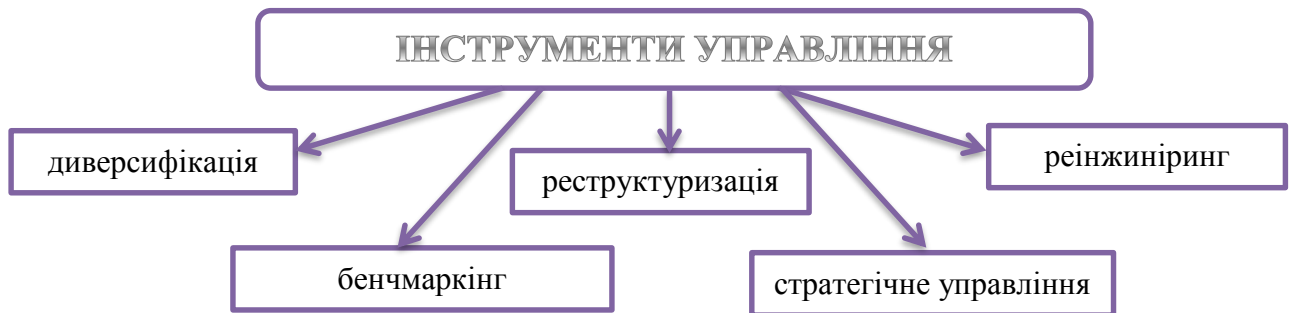 ІНСТРУМЕНТИ УПРАВЛІННЯ
диверсифікація
реструктуризація
реінжиніринг
бенчмаркінг
стратегічне управління